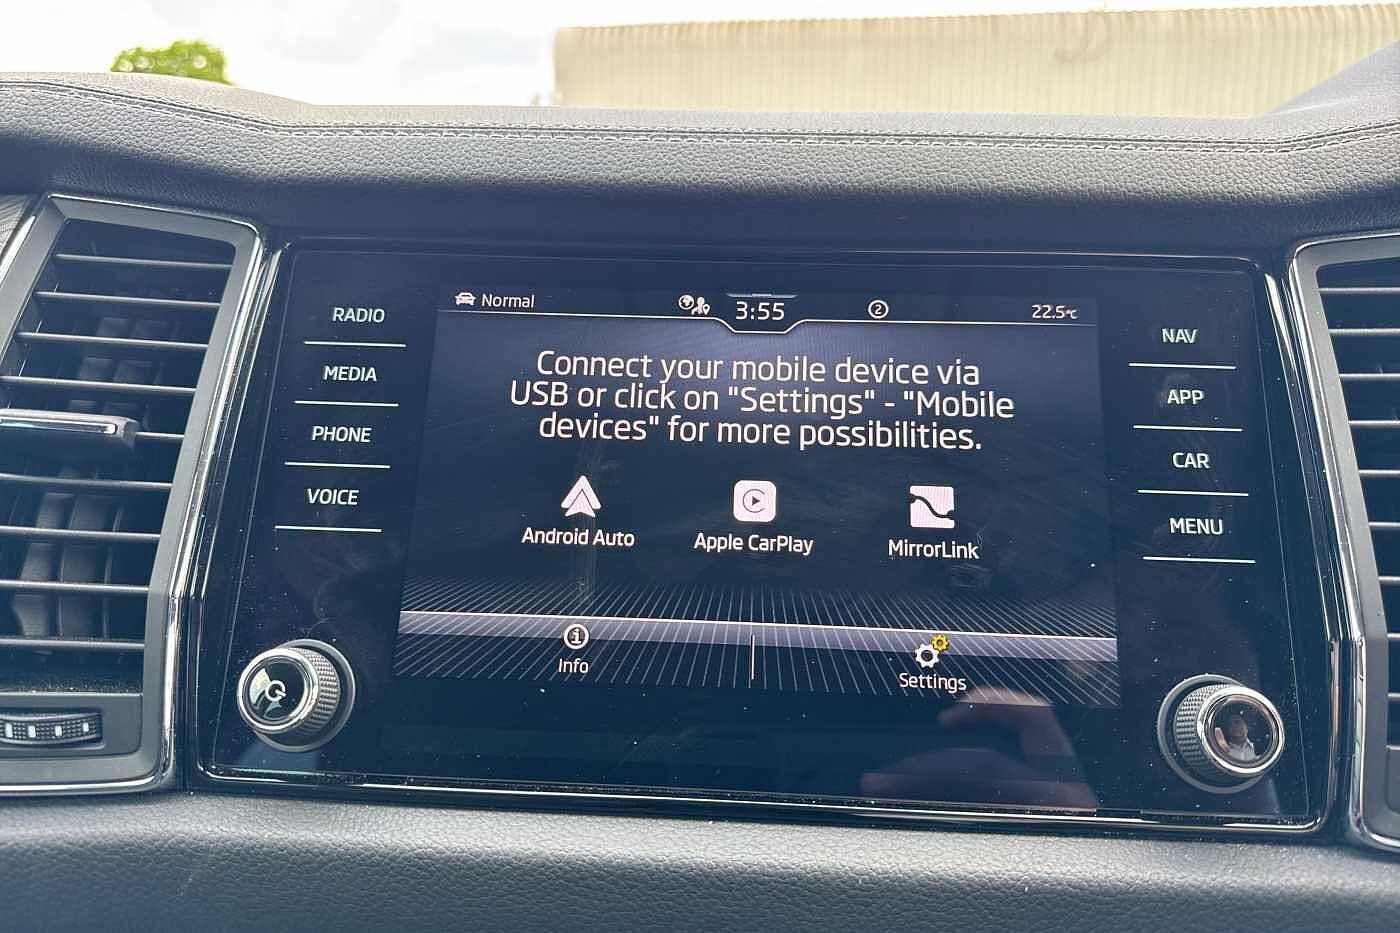 Normal
3:55
2
22.5°C
RADIO
MEDIA
PHONE
VOICE
Connect your mobile device via
USB or click on "Settings" - "Mobile
devices" for more possibilities.
Android Auto
Apple CarPlay
MirrorLink
Info
Settings
NAV
APP
CAR
MENU